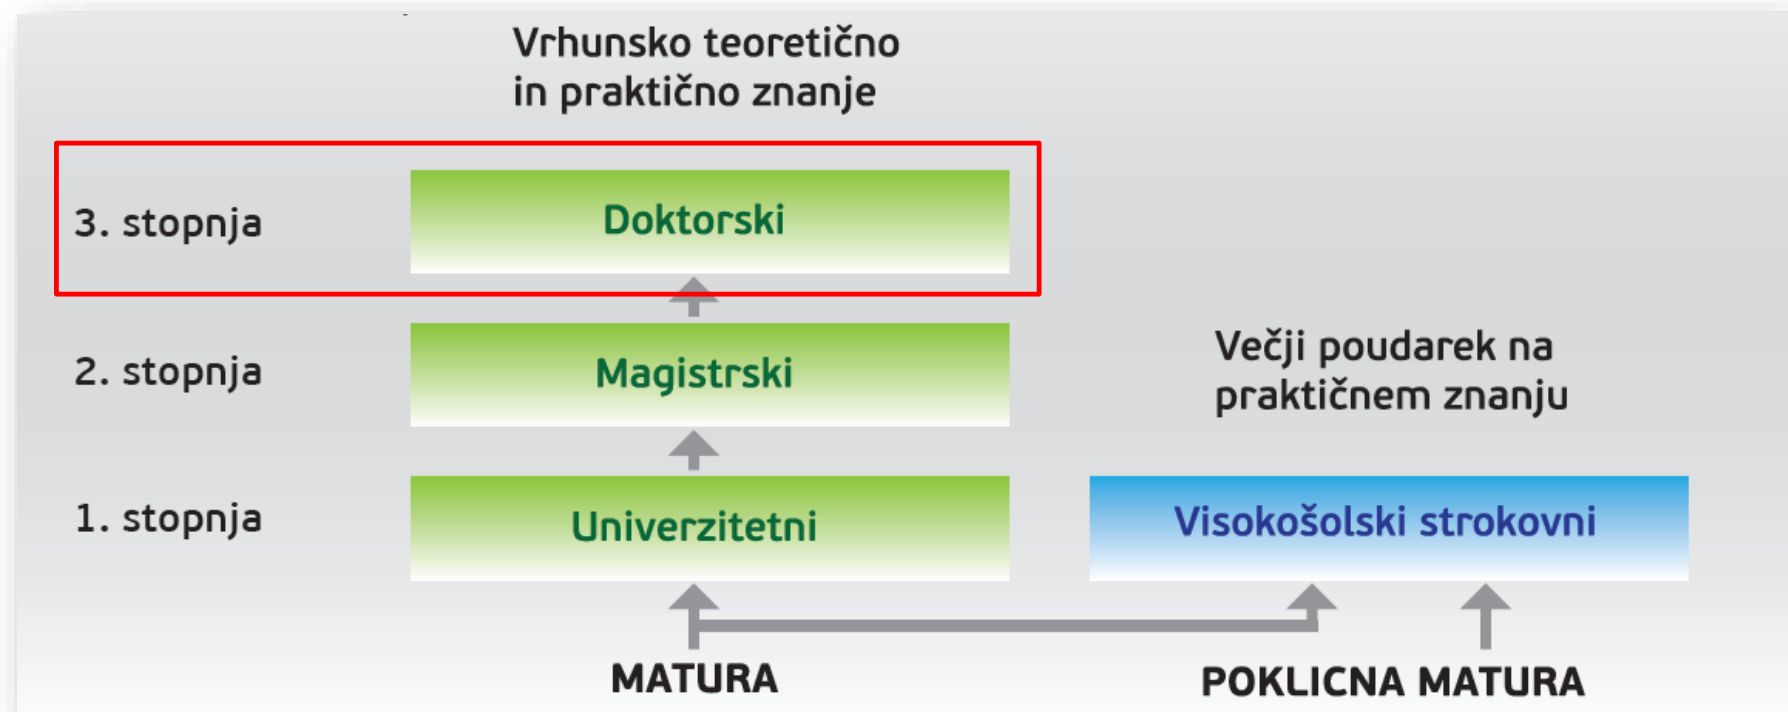 Vrhunsko teoretično
in praktično znanje
3. stopnja
Doktorski
2. stopnja
Magistrski
Večji poudarek na
praktičnem znanju
1. stopnja
Univerzitetni
Visokošolski strokovni
MATURA
POKLICNA MATURA